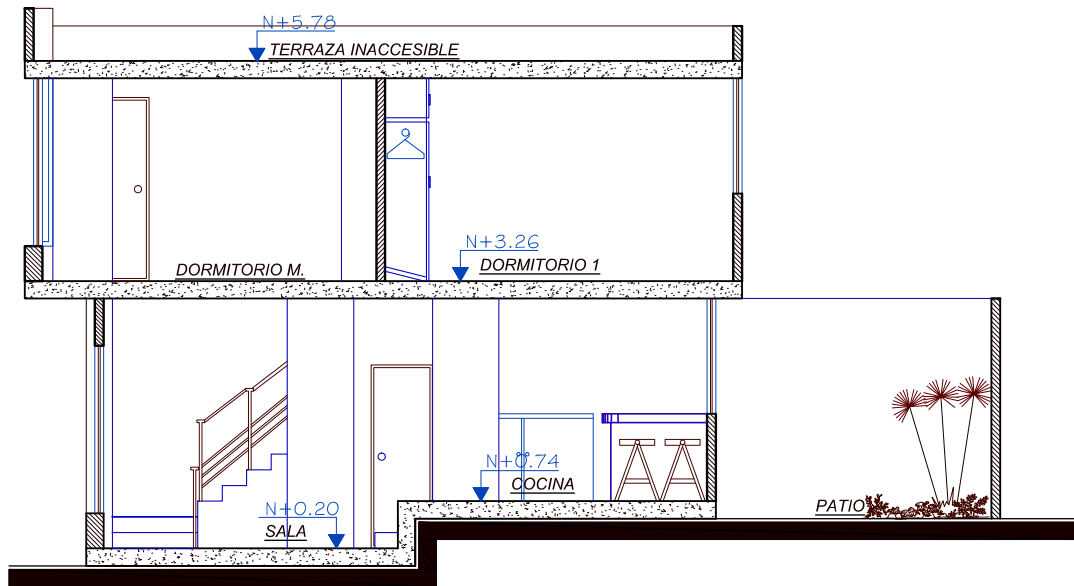 N+5.78
TERRAZA INACCESIBLE
N+3.26
DORMITORIO M.
DORMITORIO 1
N+0.74
COCINA
N+0.20
SALA
PATIO